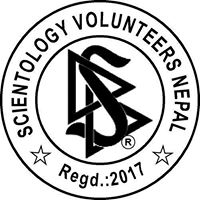 SCIENTOLOGY VOLUNTEERS NEPAL
®
Regd.:2017